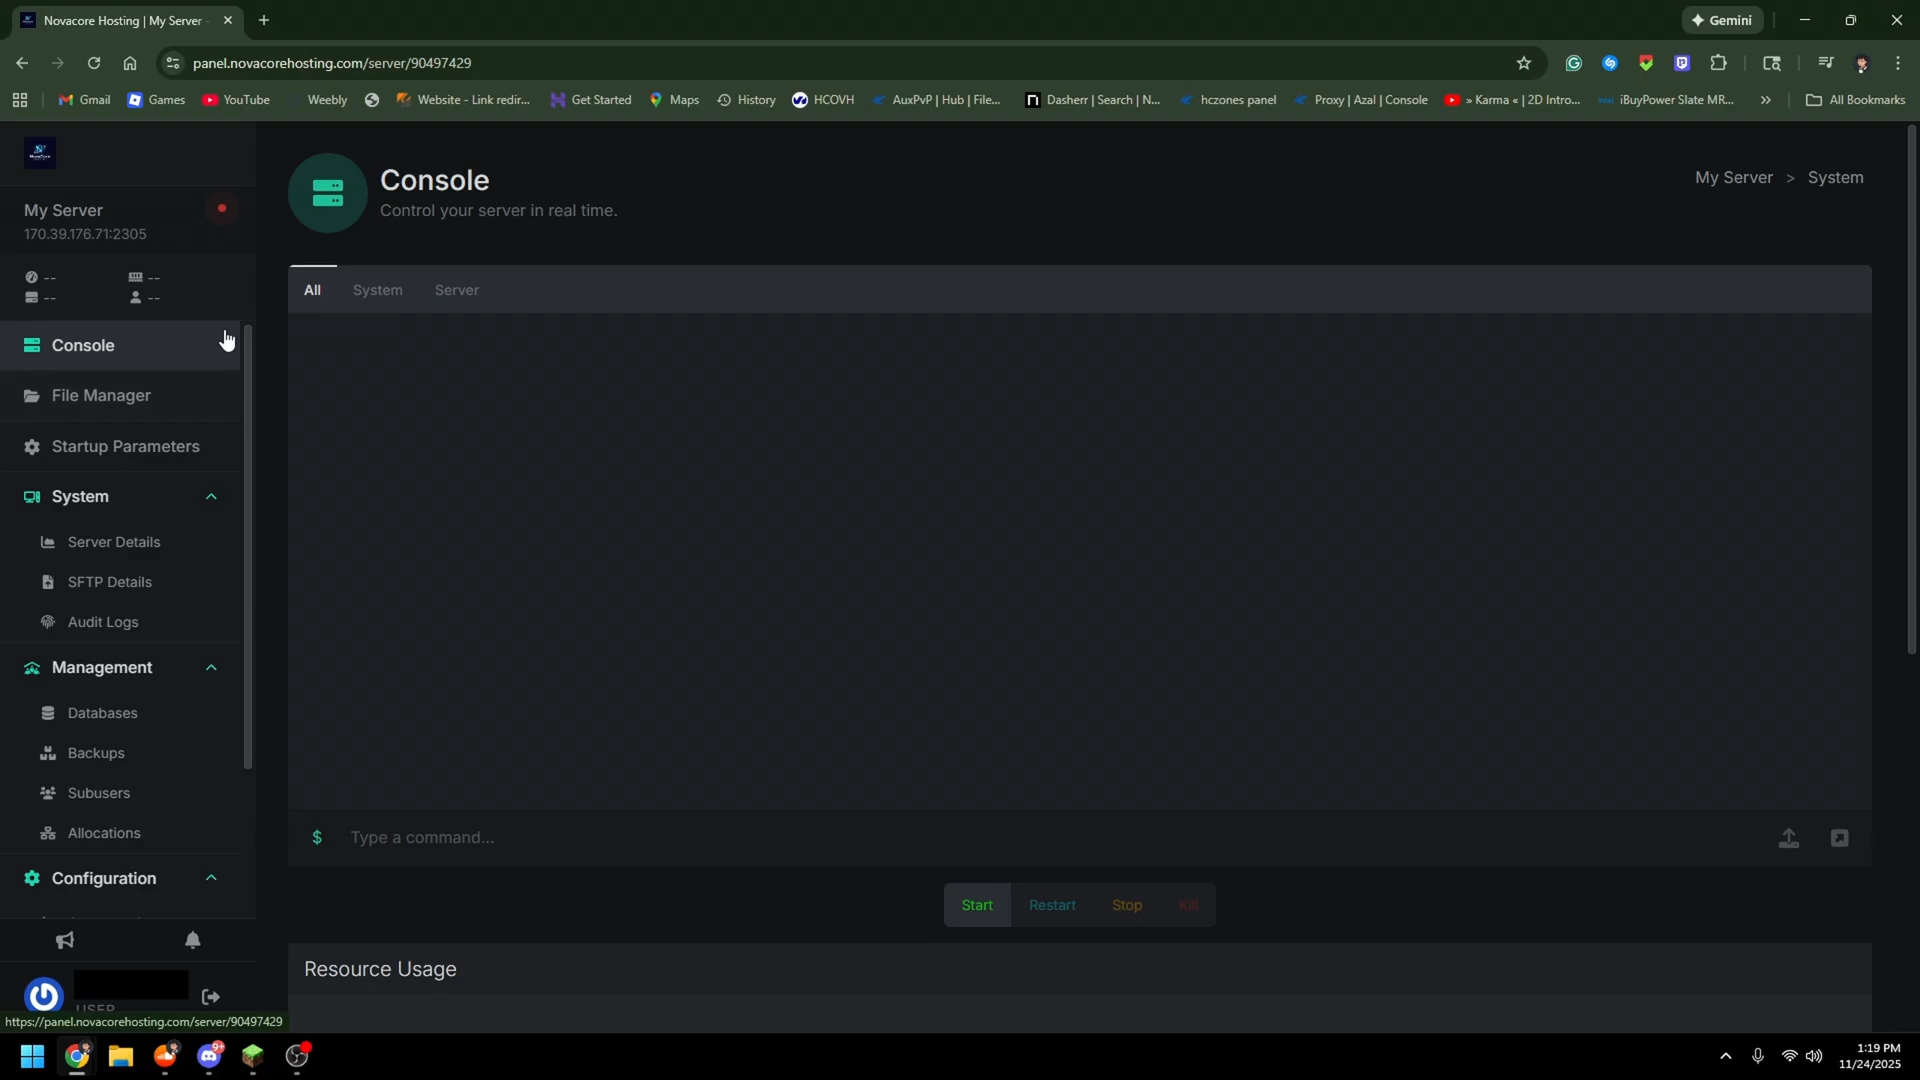 Novacore Hosting | My Server
Gemini
panel.novacorehosting.com/server/90497429
Gmail
Games
YouTube
Weebly
Website - Link redir...
Get Started
Maps
History
HCOVH
AuxPvP | Hub | File...
Dasherr | Search | N...
hczones panel
Proxy | Azal | Console
» Karma « | 2D Intro...
iBuyPower Slate MR...
»
All Bookmarks
My Server
170.39.176.71:2305
--
--
--
--
Console
File Manager
Startup Parameters
System
Server Details
SFTP Details
Audit Logs
Management
Databases
Backups
Subusers
Allocations
Configuration
USER
https://panel.novacorehosting.com/server/90497429
Console
Control your server in real time.
My Server > System
All
System
Server
$ Type a command...
Start
Restart
Stop
Kill
Resource Usage
9+
1:19 PM
11/24/2025